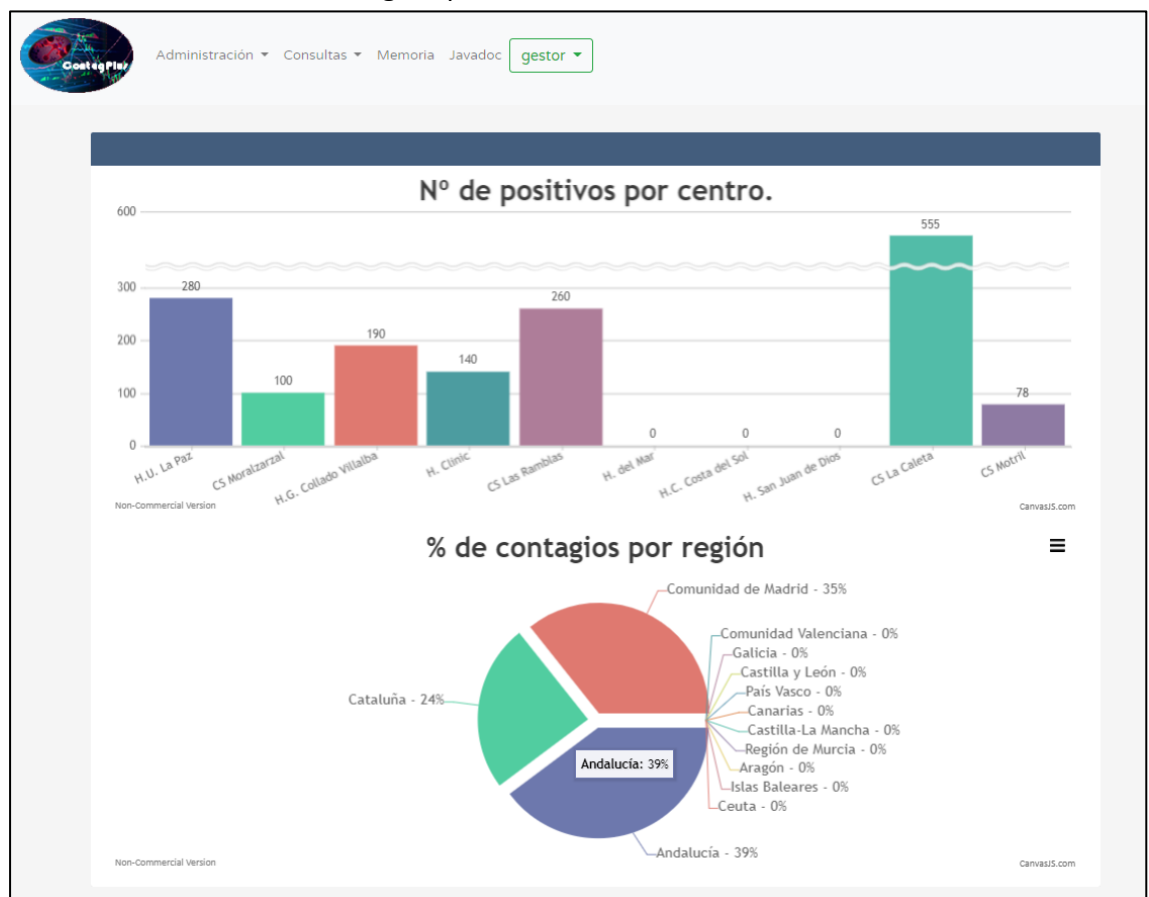 ContagPlus
Administración Consultas Memoria Javadoc gestor
Nº de positivos por centro.
600
555
300
280
260
200
190
140
100
100
78
0
0
0
0
H.U. La Paz
CS Moralzarzal
H.G. Collado Villalba
H. Clinic
CS Las Ramblas
H. del Mar
H.C. Costa del Sol
H. San Juan de Dios
CS La Caleta
CS Motril
Non-Commercial Version
CanvasJS.com
% de contagios por región
Comunidad de Madrid - 35%
Comunidad Valenciana - 0%
Galicia - 0%
Castilla y León - 0%
País Vasco - 0%
Cataluña - 24%
Canarias - 0%
Castilla-La Mancha - 0%
Región de Murcia - 0%
Andalucía: 39%
Aragón - 0%
Islas Baleares - 0%
Ceuta - 0%
Andalucía - 39%
Non-Commercial Version
CanvasJS.com